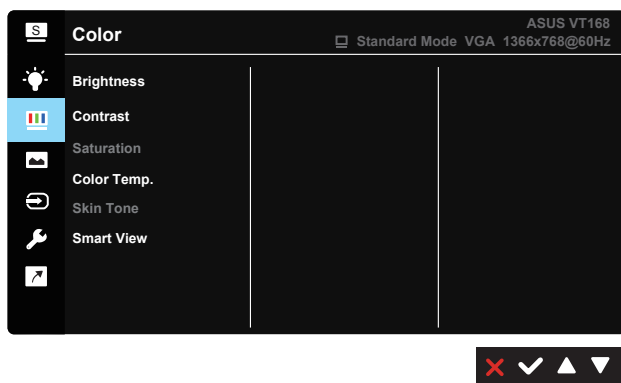 S
Color
ASUS VT168
Standard Mode VGA 1366x768@60Hz
Brightness
Contrast
Saturation
Color Temp.
Skin Tone
Smart View